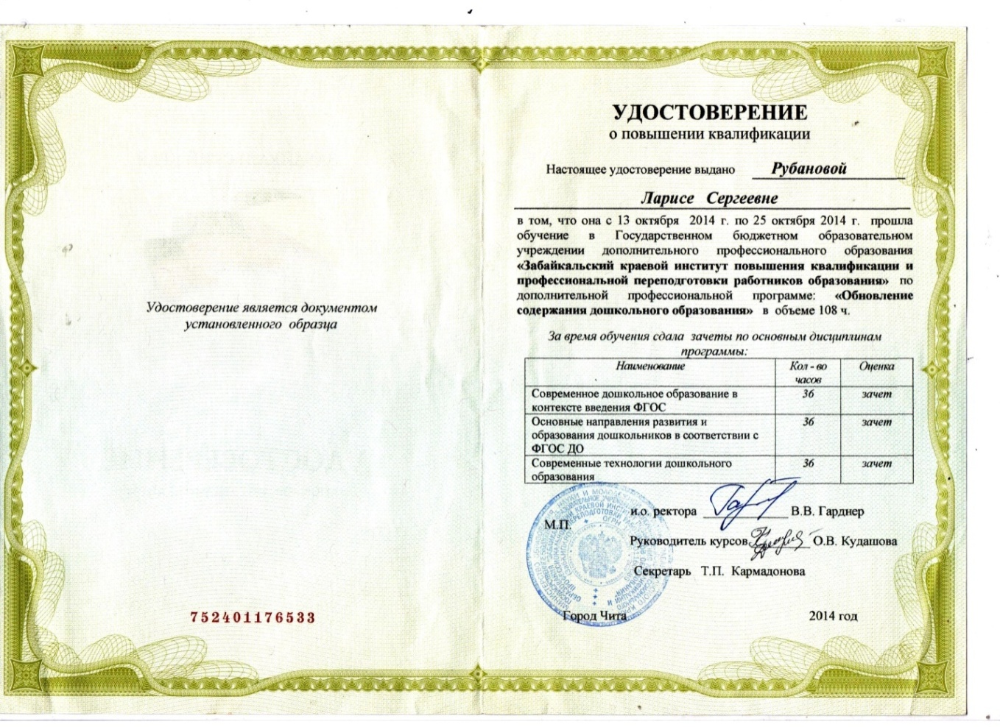 Удостоверение является документом
установленного образца
752401176533
УДОСТОВЕРЕНИЕ
о повышении квалификации
Настоящее удостоверение выдано Рубановой
Ларисе Сергеевне
в том, что она с 13 октября 2014 г. по 25 октября 2014 г. прошла
обучение в Государственном бюджетном образовательном
учреждении дополнительного профессионального образования
«Забайкальский краевой институт повышения квалификации и
профессиональной переподготовки работников образования» по
дополнительной профессиональной программе: «Обновление
содержания дошкольного образования» в объеме 108 ч.
За время обучения сдала зачеты по основным дисциплинам
программы:
Наименование Кол - во Оценка
часов
Современное дошкольное образование в 36 зачет
контексте введения ФГОС
Основные направления развития и 36 зачет
образования дошкольников в соответствии с
ФГОС ДО
Современные технологии дошкольного 36 зачет
образования
и.о. ректора В.В. Гарднер
М.П.
Руководитель курсов О.В. Кудашова
Секретарь Т.П. Кармадонова
Город Чита 2014 год